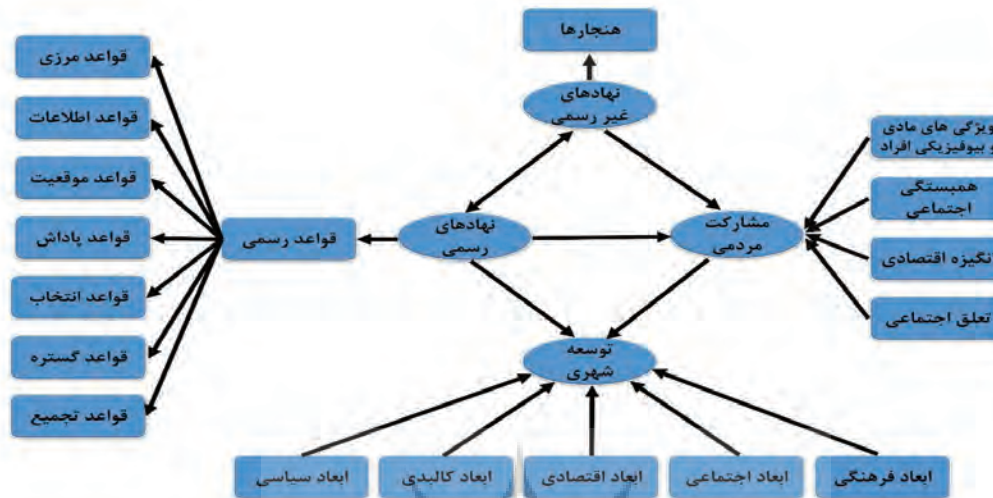 هنجارها
نهادهای
غیر رسمی
ویژگی های مادی
و بیوفیزیکی افراد
همبستگی
اجتماعی
انگیزه اقتصادی
تعلق اجتماعی
مشارکت
مردمی
نهادهای
رسمی
قواعد رسمی
قواعد مرزی
قواعد اطلاعات
قواعد موقعیت
قواعد پاداش
قواعد انتخاب
قواعد گستره
قواعد تجمیع
توسعه
شهری
ابعاد فرهنگی
ابعاد اجتماعی
ابعاد اقتصادی
ابعاد کالبدی
ابعاد سیاسی